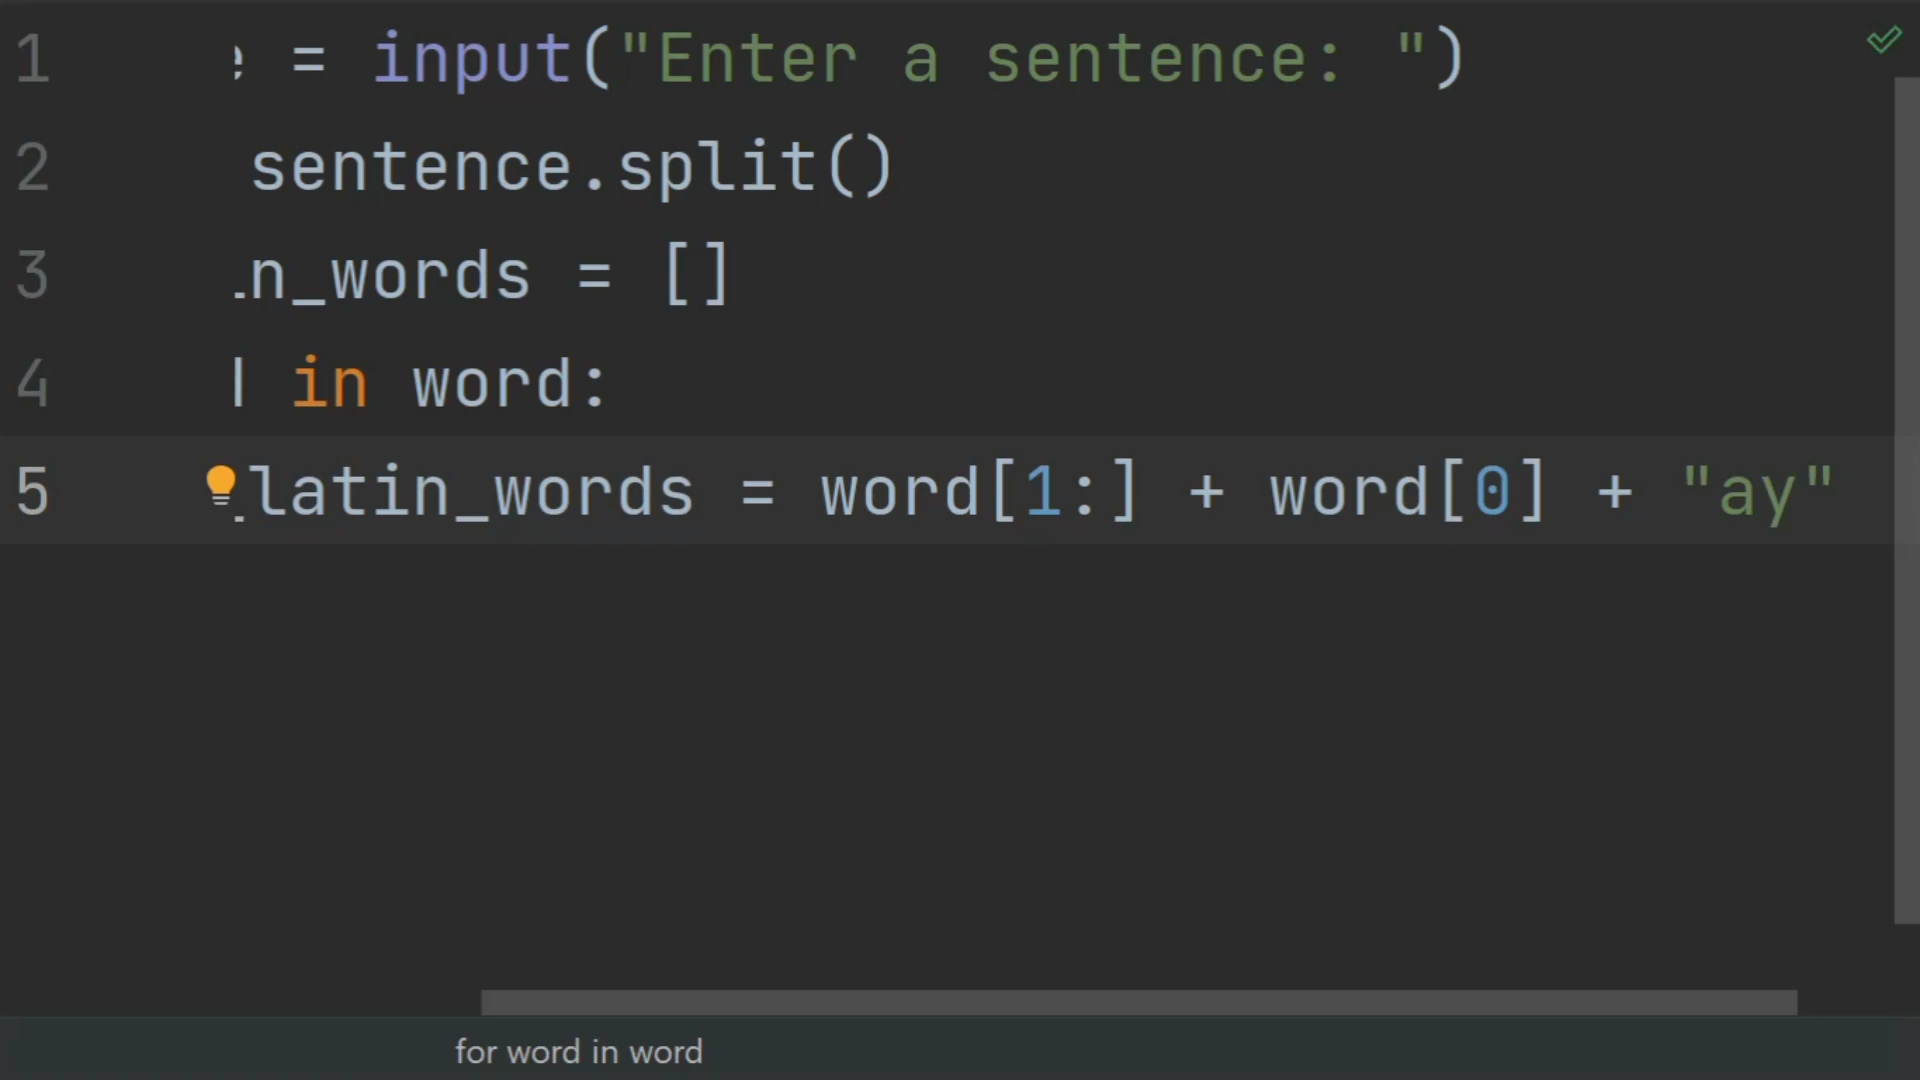 1 e = input("Enter a sentence: ")
2 sentence.split()
3 n_words = []
4 in word:
5 _latin_words = word[1:] + word[0] + "ay"
for word in word